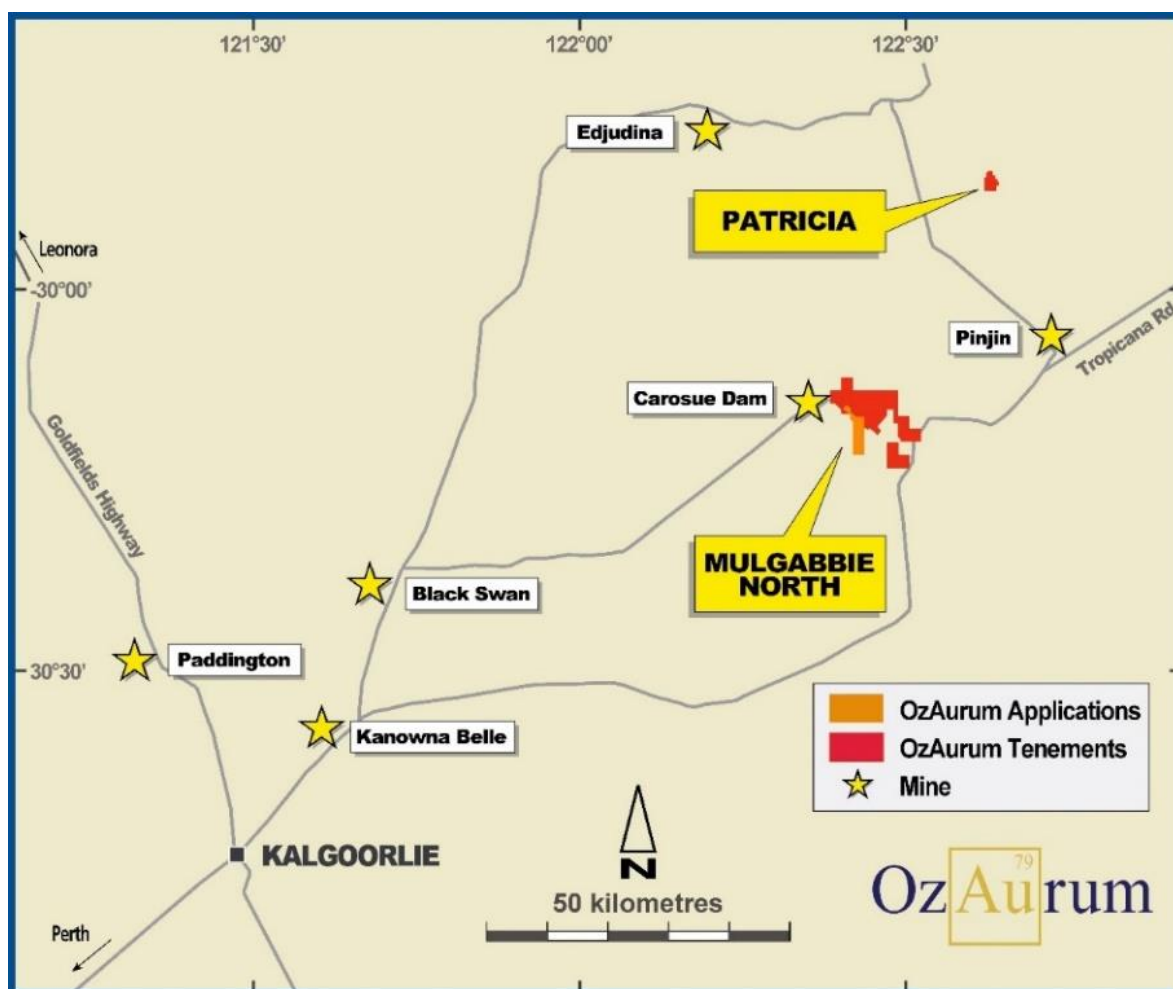 121°30’
122°00’
122°30’
Edjudina
PATRICIA
Leonora
-30°00’
Pinjin
Tropicana Rd
Carosue Dam
Goldfields Highway
MULGABBIE
NORTH
Black Swan
Paddington
30°30’
Kanowna Belle
OzAurum Applications
OzAurum Tenements
Mine
KALGOORLIE
N
50 kilometres
79
OzAurum
Perth